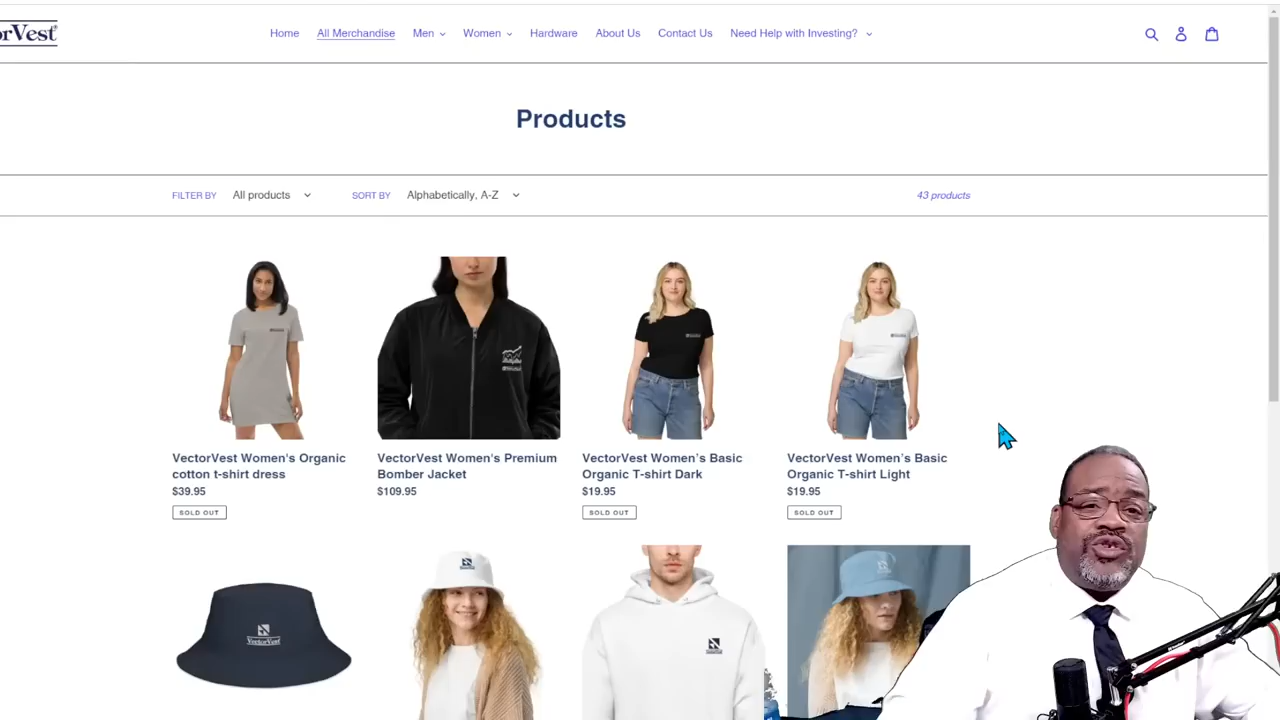 orVest®
Home All Merchandise Men Women Hardware About Us Contact Us Need Help with Investing?
Products
FILTER BY All products SORT BY Alphabetically, A-Z 43 products
VectorVest Women's Organic cotton t-shirt dress
$39.95
SOLD OUT
VectorVest Women's Premium Bomber Jacket
$109.95
VectorVest Women's Basic Organic T-shirt Dark
$19.95
SOLD OUT
VectorVest Women's Basic Organic T-shirt Light
$19.95
SOLD OUT
VectorVest